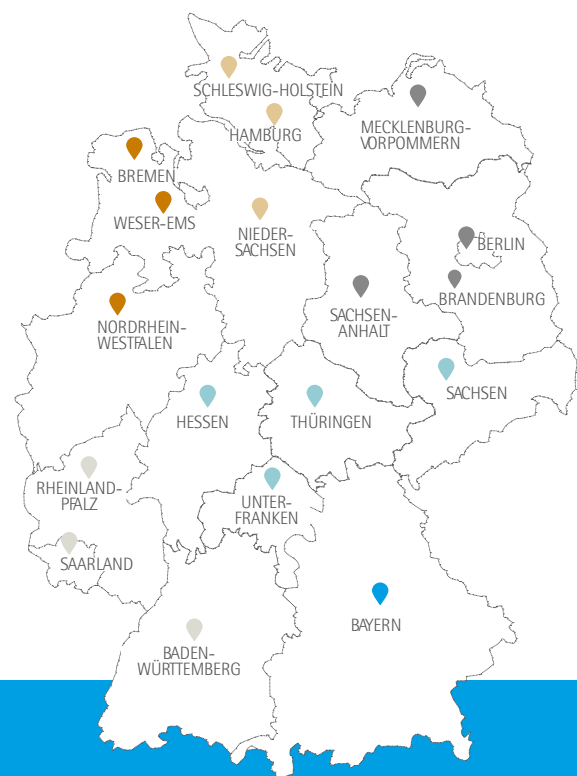 SCHLESWIG-HOLSTEIN
HAMBURG
MECKLENBURG-
VORPOMMERN
BREMEN
WESER-EMS
NIEDER-
SACHSEN
BERLIN
BRANDENBURG
SACHSEN-
ANHALT
NORDRHEIN-
WESTFALEN
SACHSEN
HESSEN
THÜRINGEN
RHEINLAND-
PFALZ
UNTER-
FRANKEN
SAARLAND
BAYERN
BADEN-
WÜRTTEMBERG